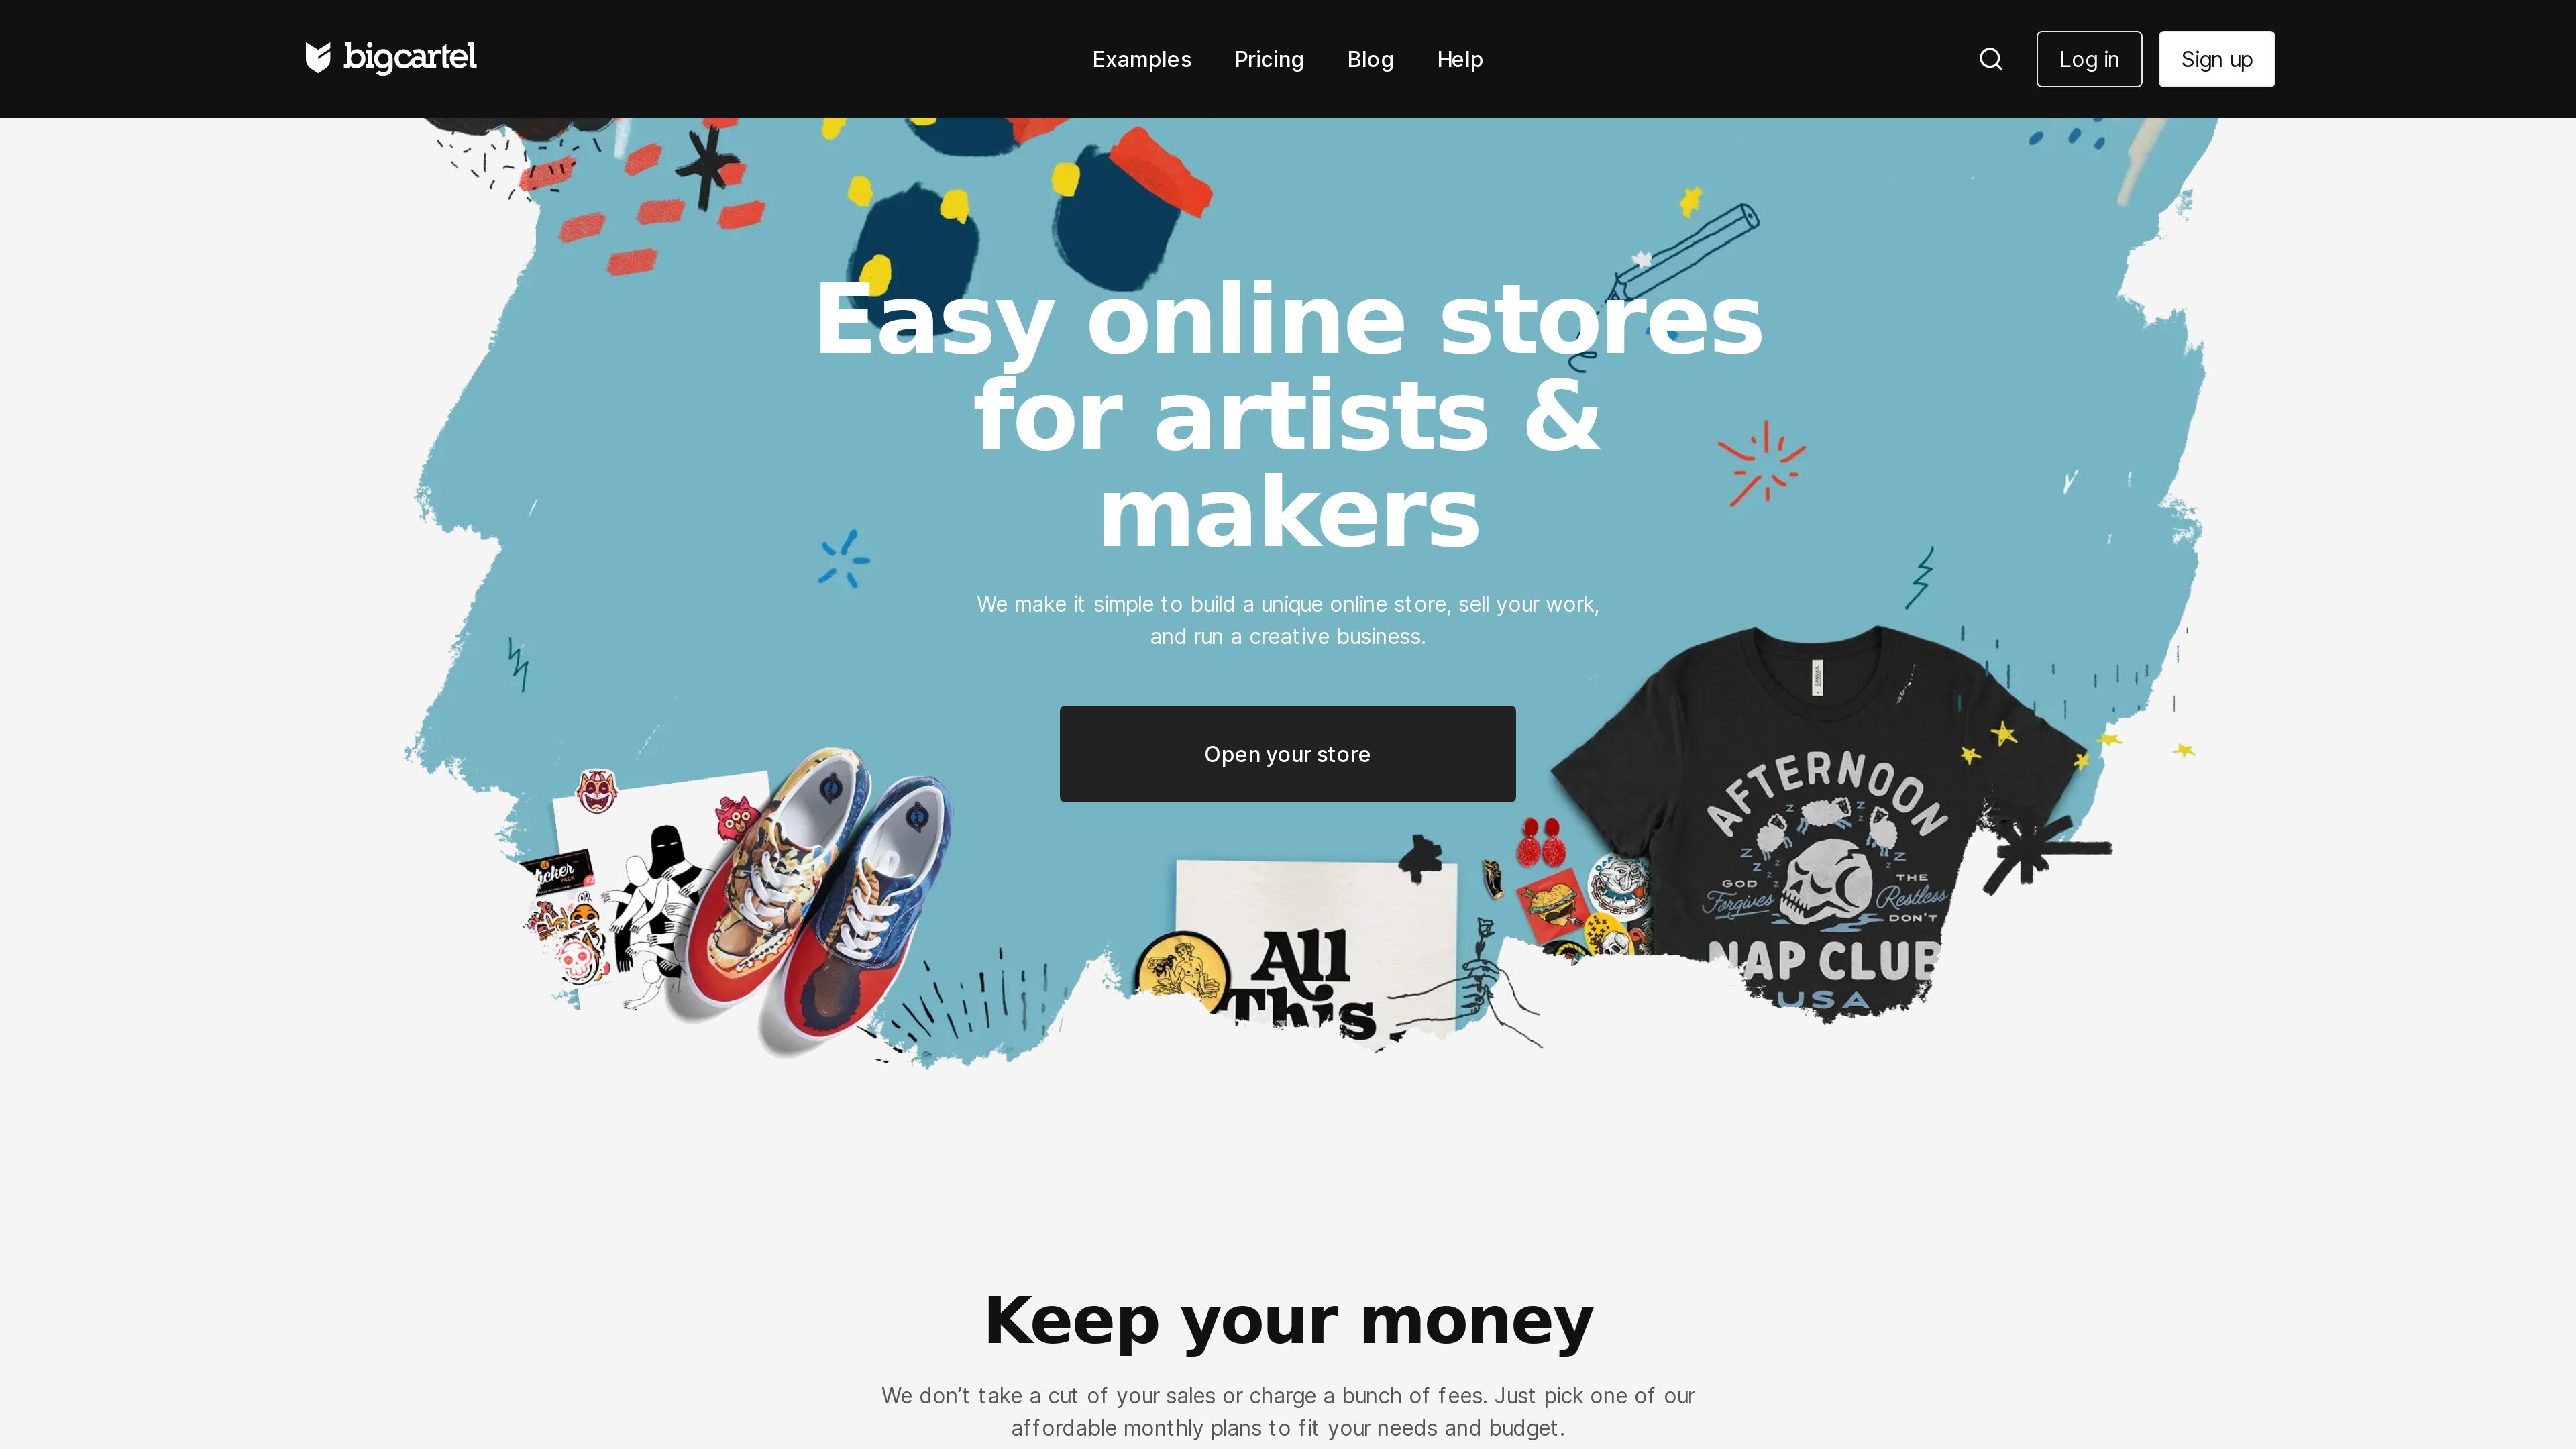 bigcartel
Examples
Pricing
Blog
Help
Log in
Sign up
Easy online stores
for artists &
makers
We make it simple to build a unique online store, sell your work,
and run a creative business.
Open your store
AFTERNOON
GOD
THE
Forgives
Restless
DON'T
NAP CLUB
USA
All
This
Keep your money
We don’t take a cut of your sales or charge a bunch of fees. Just pick one of our
affordable monthly plans to fit your needs and budget.